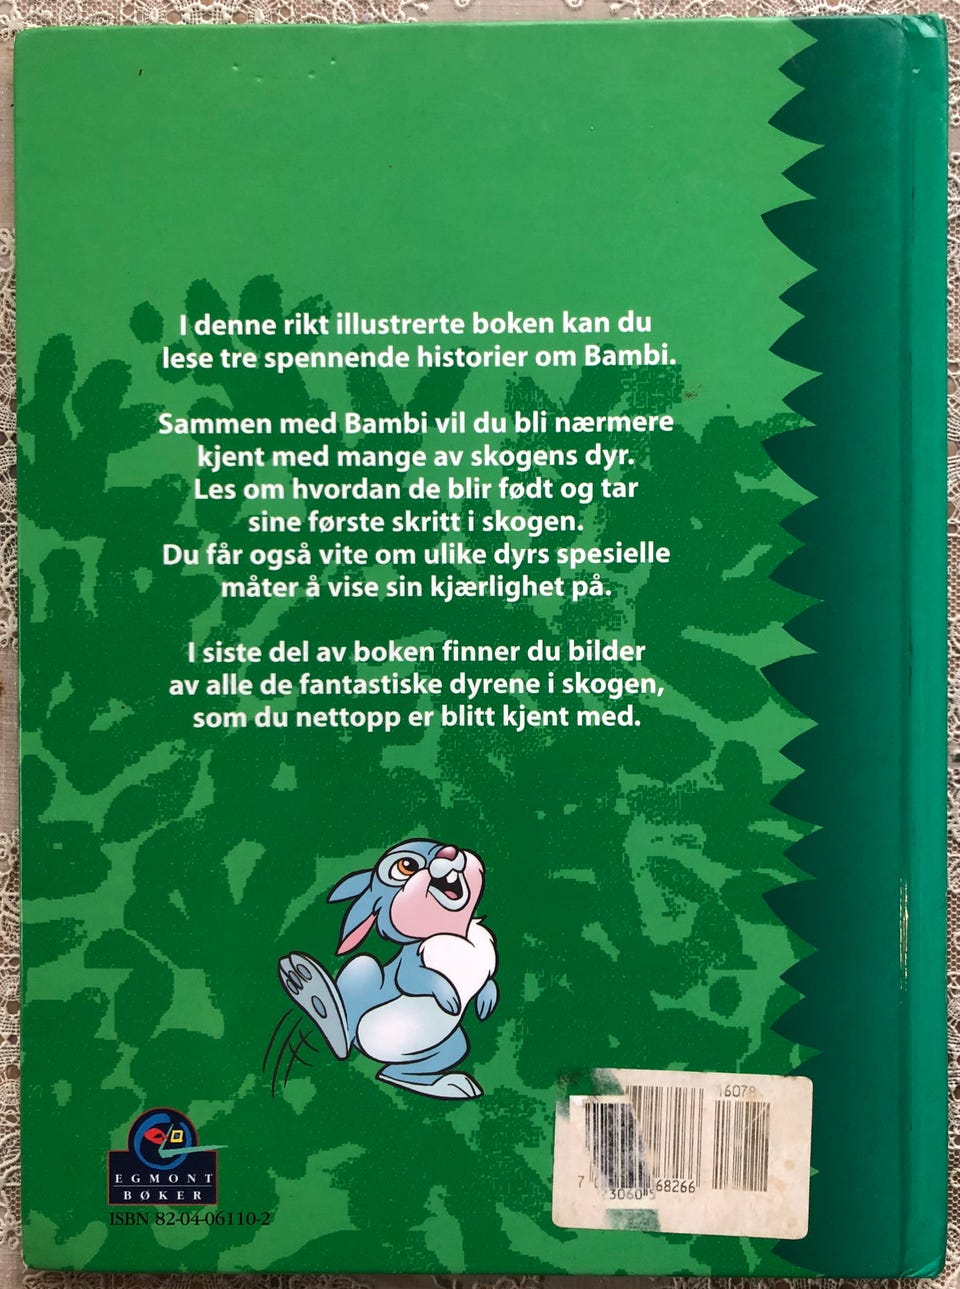 I denne rikt illustrerte boken kan du
lese tre spennende historier om Bambi.
Sammen med Bambi vil du bli nærmere
kjent med mange av skogens dyr.
Les om hvordan de blir født og tar
sine første skritt i skogen.
Du får også vite om ulike dyrs spesielle
måter å vise sin kjærlighet på.
I siste del av boken finner du bilder
av alle de fantastiske dyrene i skogen,
som du nettopp er blitt kjent med.
EGMONT
BØKER
ISBN 82-04-06110-2
68266